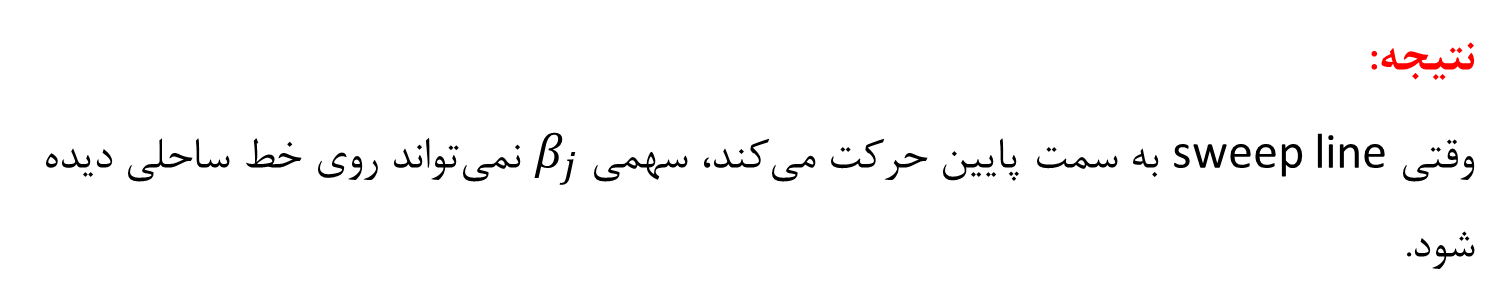 نتیجه:
وقتی sweep line به سمت پایین حرکت می‌کند، سهمی βj نمی‌تواند روی خط ساحلی دیده
شود.